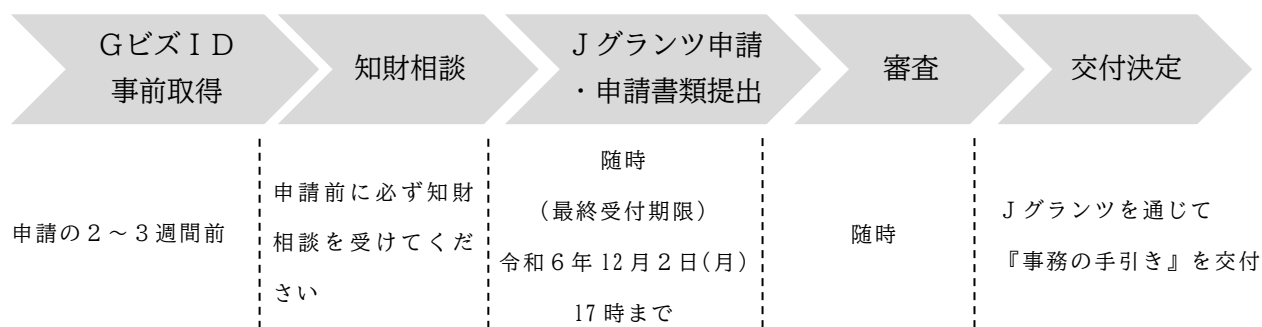 GビズID
事前取得
知財相談
Jグランツ申請
・申請書類提出
審査
交付決定
申請の2~3週間前
申請前に必ず知財
相談を受けてくだ
さい
随時
（最終受付期限）
令和6年12月2日(月)
17時まで
随時
Jグランツを通じて
『事務の手引き』を交付